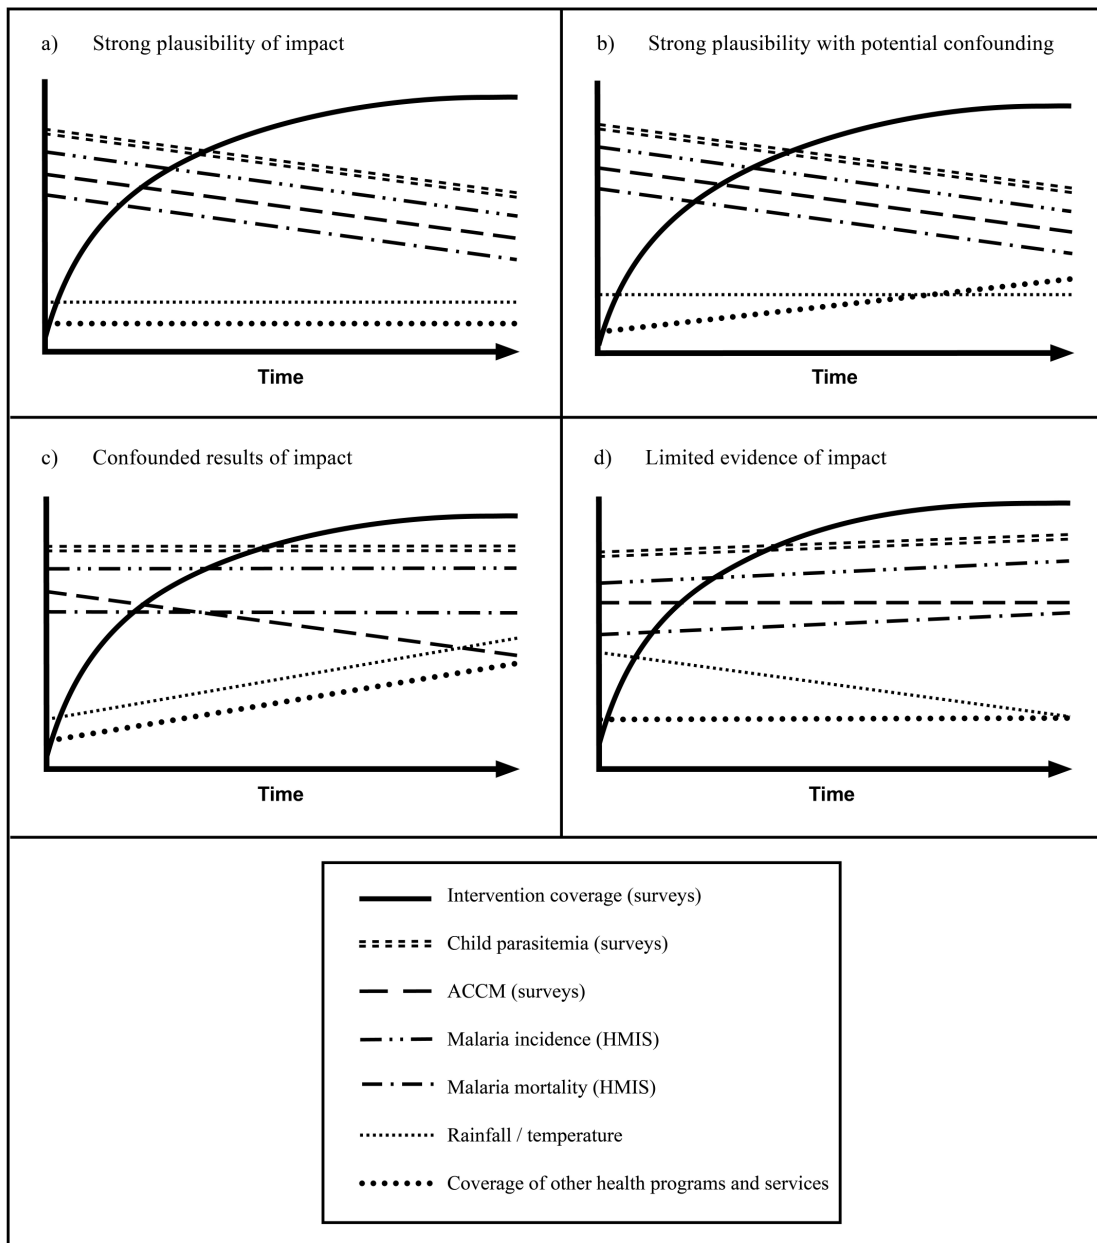 a) Strong plausibility of impact
b) Strong plausibility with potential confounding
Time
Time
c) Confounded results of impact
d) Limited evidence of impact
Time
Time
Intervention coverage (surveys)
Child parasitemia (surveys)
ACCM (surveys)
Malaria incidence (HMIS)
Malaria mortality (HMIS)
Rainfall / temperature
Coverage of other health programs and services